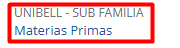 UNIBELL - SUB FAMILIA
Materias Primas